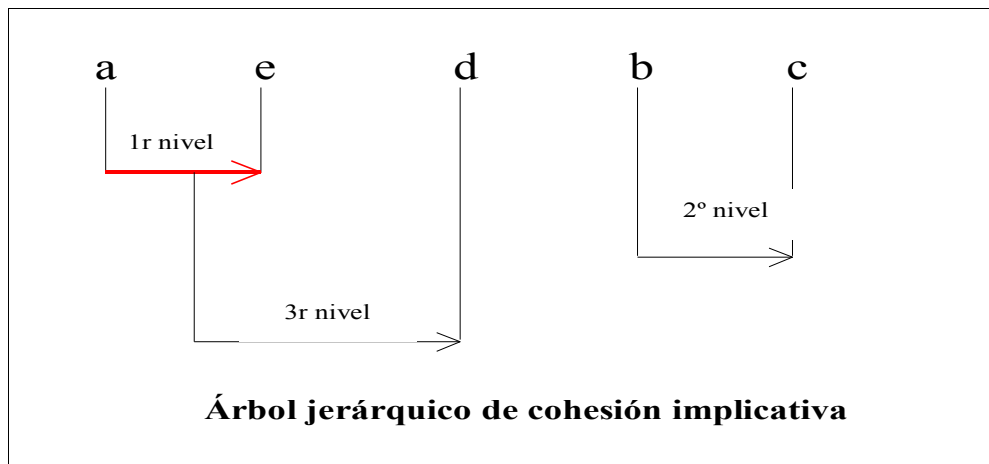 a e d b c
1r nivel
2º nivel
3r nivel
Árbol jerárquico de cohesión implicativa